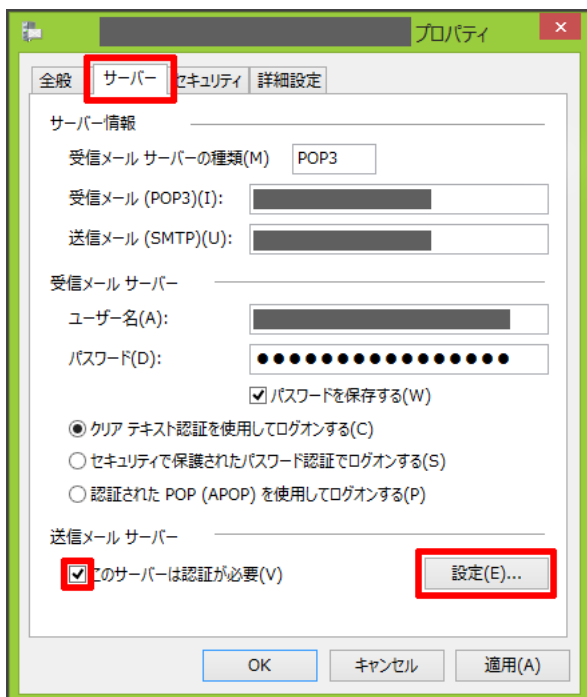 プロパティ
全般 サーバー セキュリティ 詳細設定
サーバー情報
受信メール サーバーの種類(M) POP3
受信メール (POP3)(I):
送信メール (SMTP)(U):
受信メール サーバー
ユーザー名(A):
パスワード(D): ●●●●●●●●●●●●●●●●
パスワードを保存する(W)
クリア テキスト認証を使用してログオンする(C)
セキュリティで保護されたパスワード認証でログオンする(S)
認証された POP (APOP) を使用してログオンする(P)
送信メール サーバー
このサーバーは認証が必要(V) 設定(E)...
OK キャンセル 適用(A)